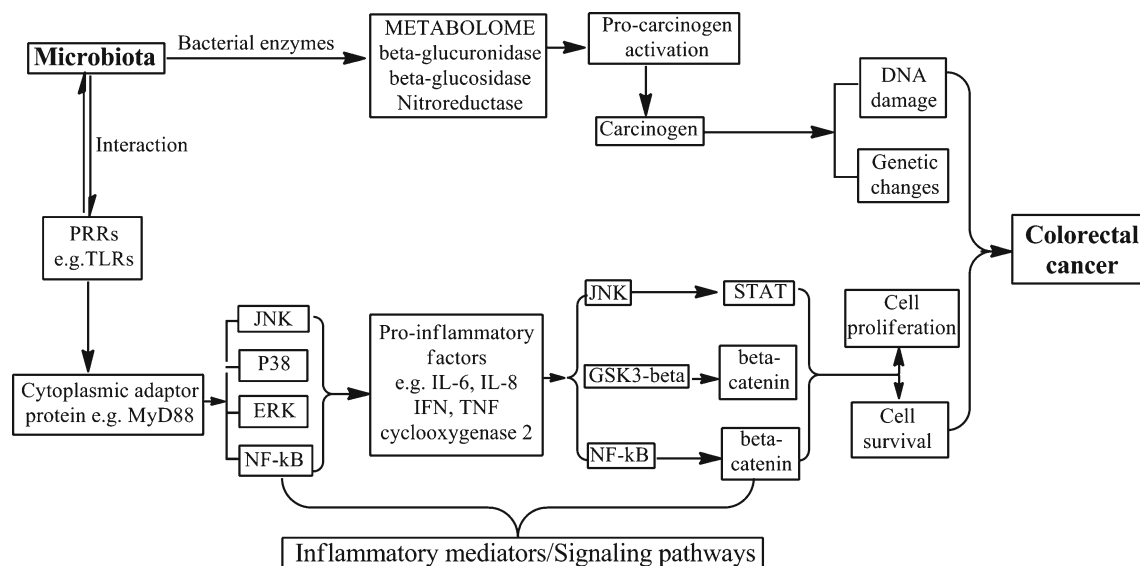 Microbiota
Bacterial enzymes
METABOLOME
beta-glucuronidase
beta-glucosidase
Nitroreductase
Pro-carcinogen
activation
Carcinogen
DNA
damage
Genetic
changes
Interaction
PRRs
e.g.TLRs
Cytoplasmic adaptor
protein e.g. MyD88
JNK
P38
ERK
NF-kB
Pro-inflammatory
factors
e.g. IL-6, IL-8
IFN, TNF
cyclooxygenase 2
JNK
STAT
GSK3-beta
beta-
catenin
NF-kB
beta-
catenin
Cell
proliferation
Cell
survival
Colorectal
cancer
Inflammatory mediators/Signaling pathways